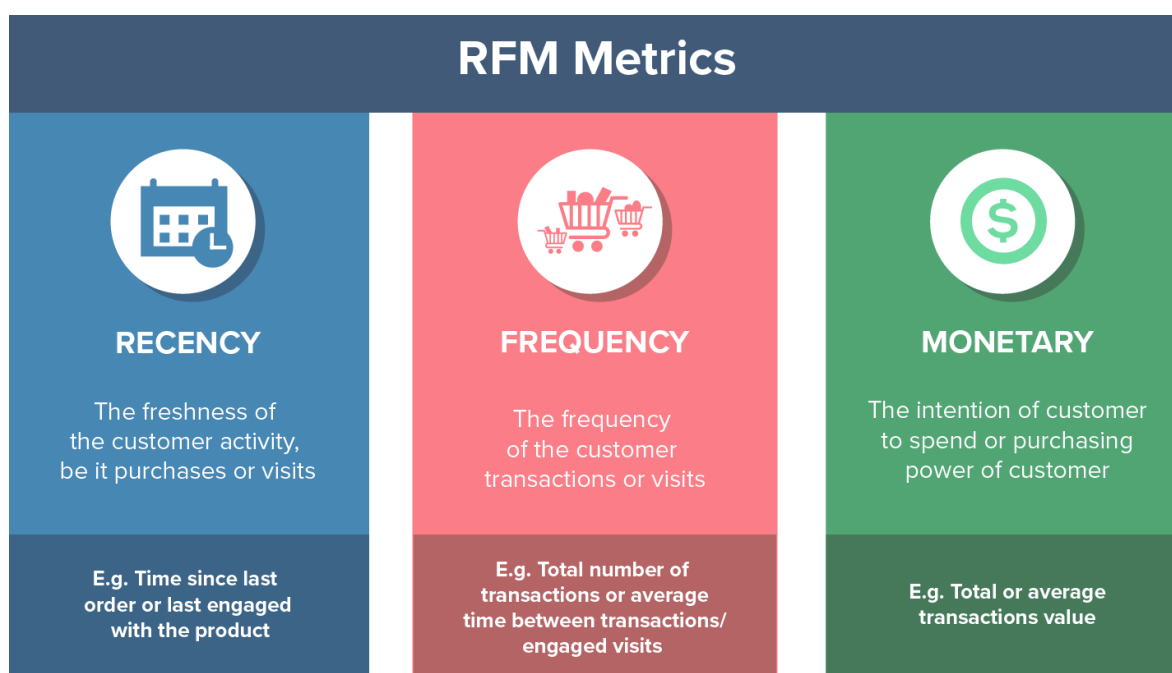 RFM Metrics
RECENCY
The freshness of
the customer activity,
be it purchases or visits
E.g. Time since last
order or last engaged
with the product
FREQUENCY
The frequency
of the customer
transactions or visits
E.g. Total number of
transactions or average
time between transactions/
engaged visits
MONETARY
The intention of customer
to spend or purchasing
power of customer
E.g. Total or average
transactions value